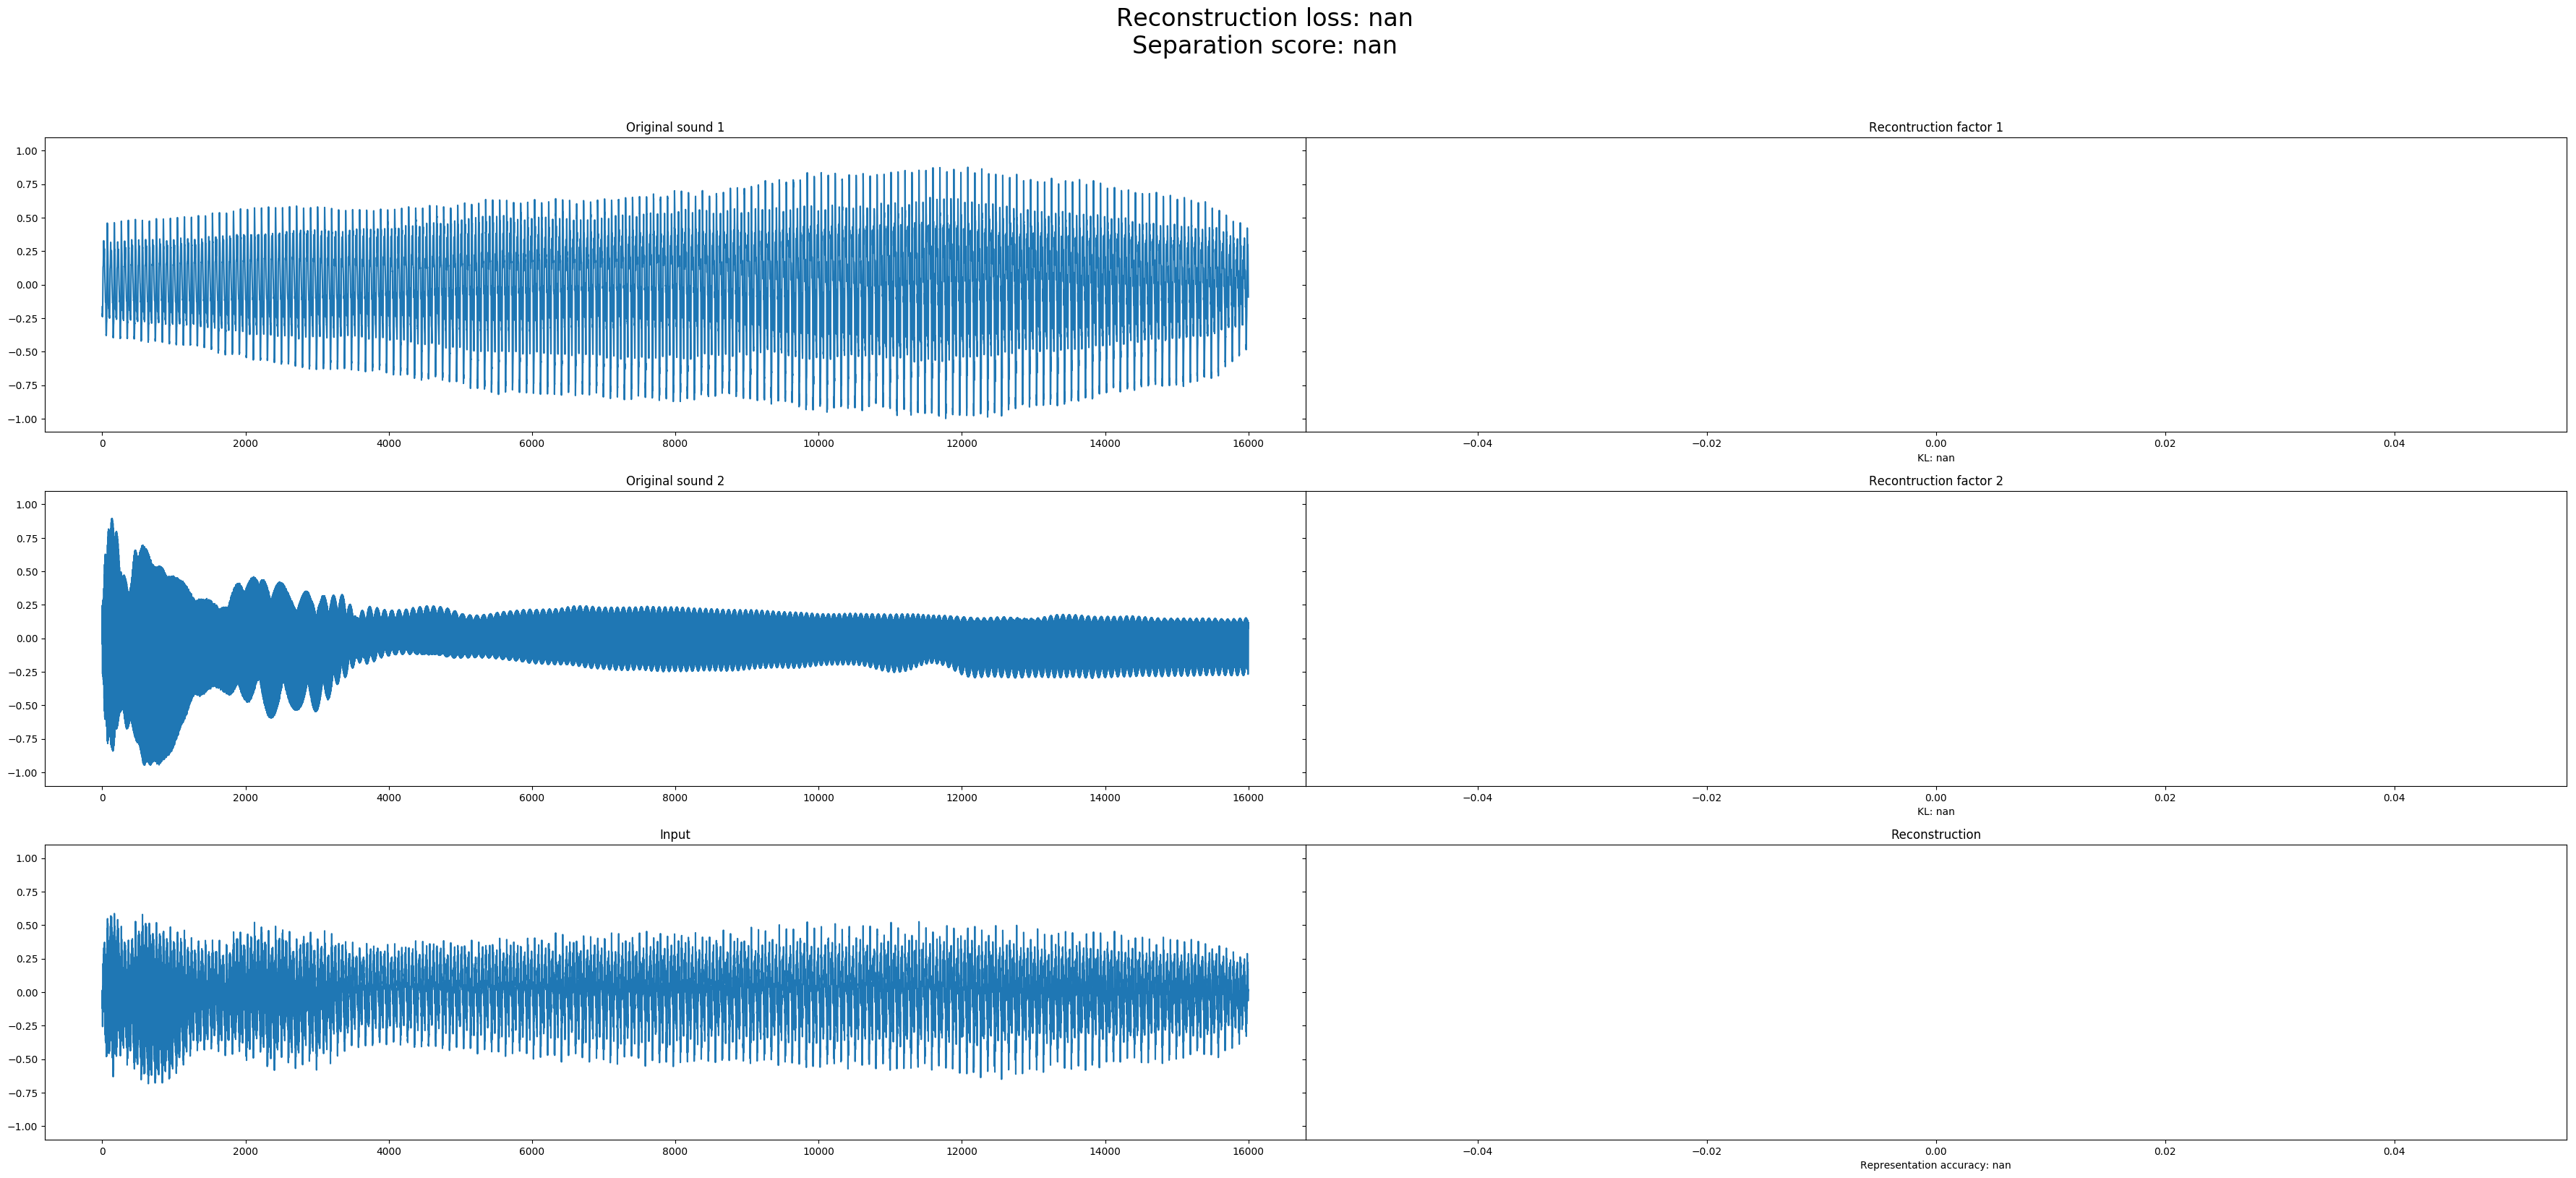 Reconstruction loss: nan
Separation score: nan
Original sound 1
Recontruction factor 1
1.00
0.75
0.50
0.25
0.00
−0.25
−0.50
−0.75
−1.00
0 2000 4000 6000 8000 10000 12000 14000 16000
−0.04 −0.02 0.00 0.02 0.04
KL: nan
Original sound 2
Recontruction factor 2
1.00
0.75
0.50
0.25
0.00
−0.25
−0.50
−0.75
−1.00
0 2000 4000 6000 8000 10000 12000 14000 16000
−0.04 −0.02 0.00 0.02 0.04
KL: nan
Input
Reconstruction
1.00
0.75
0.50
0.25
0.00
−0.25
−0.50
−0.75
−1.00
0 2000 4000 6000 8000 10000 12000 14000 16000
−0.04 −0.02 0.00 0.02 0.04
Representation accuracy: nan